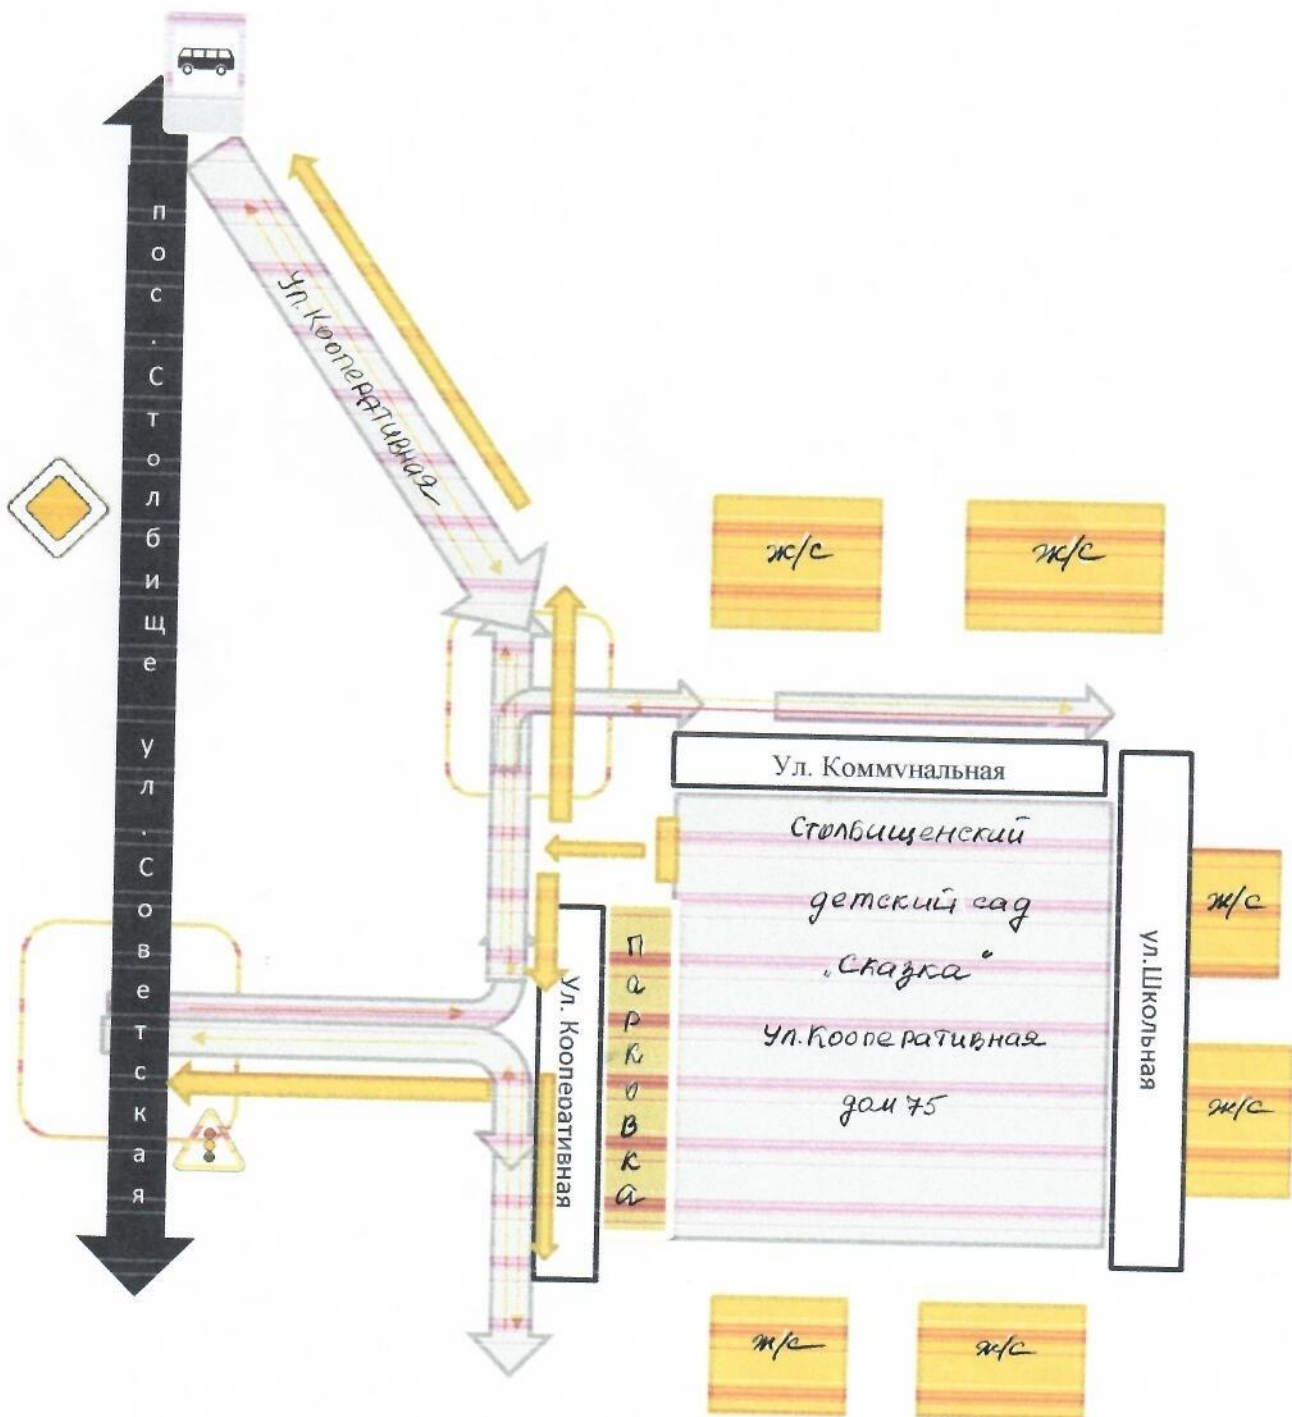 пос.Столбище ул.Советская
Ул.Кооперативная
ж/с
ж/с
Ул. Коммунальная
Столбищенский
детский сад
„Сказка“
Ул.Кооперативная
дом 75
Парковка
Ул. Кооперативная
ул.Школьная
ж/с
ж/с
ж/с
ж/с